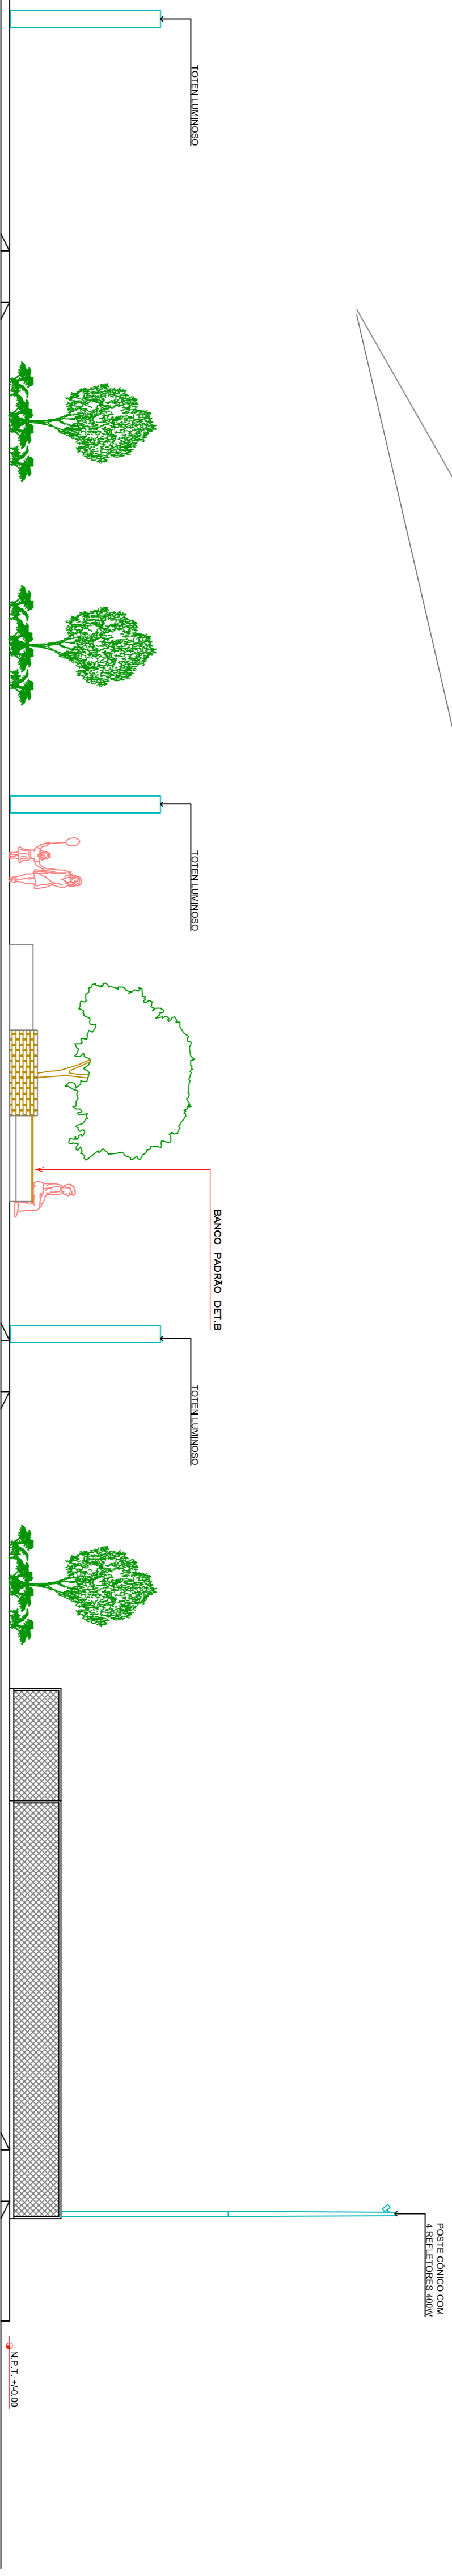 TOTEN LUMINOSO
TOTEN LUMINOSO
BANCO PADRÃO DET.B
TOTEN LUMINOSO
POSTE CÔNICO COM
4 REFLETORES 400W
N.P.T. +/-0.00